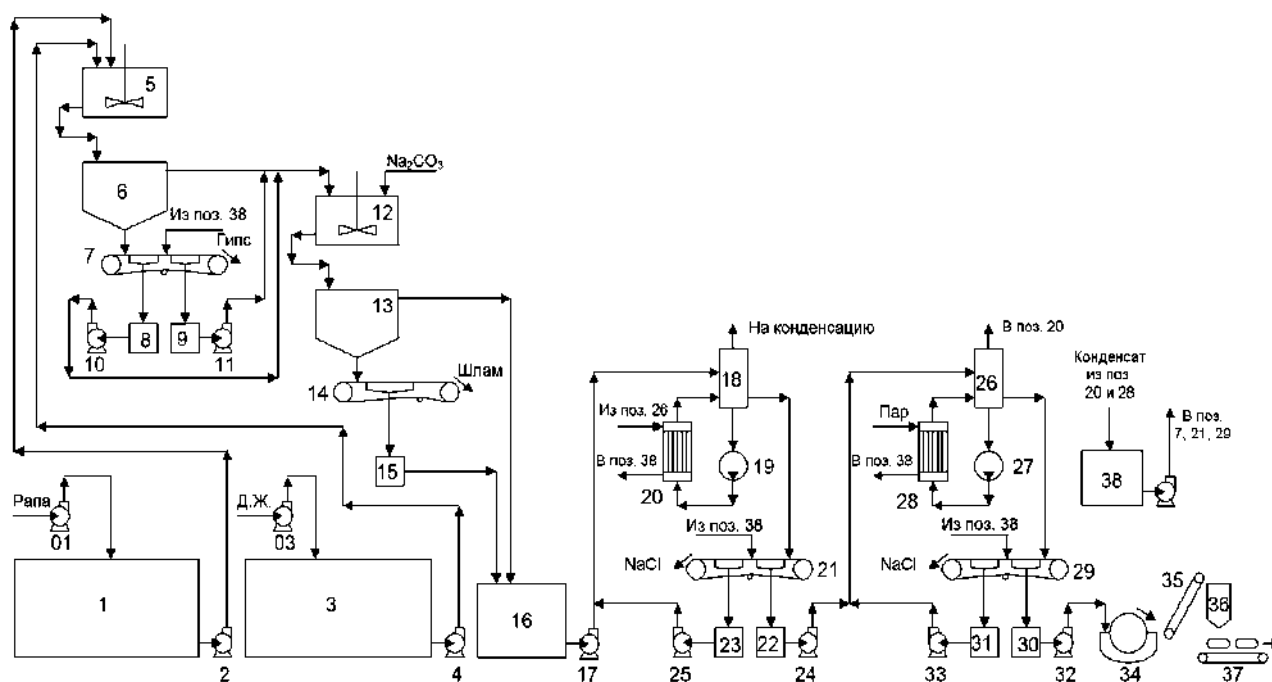 5
Na₂CO₃
6
Из поз. 38
12
Гипс
7
13
На конденсацию
В поз. 20
8
9
10
11
Шлам
18
26
Конденсат
из поз
20 и 28
14
Из поз. 26
Пар
В поз.
7, 21, 29
15
19
27
В поз. 38
В поз. 38
38
20
28
Рапа
Д.Ж.
01
03
Из поз. 38
Из поз. 38
NaCl
21
NaCl
29
35
36
1
3
16
23
22
31
30
2
4
17
25
24
33
32
34
37